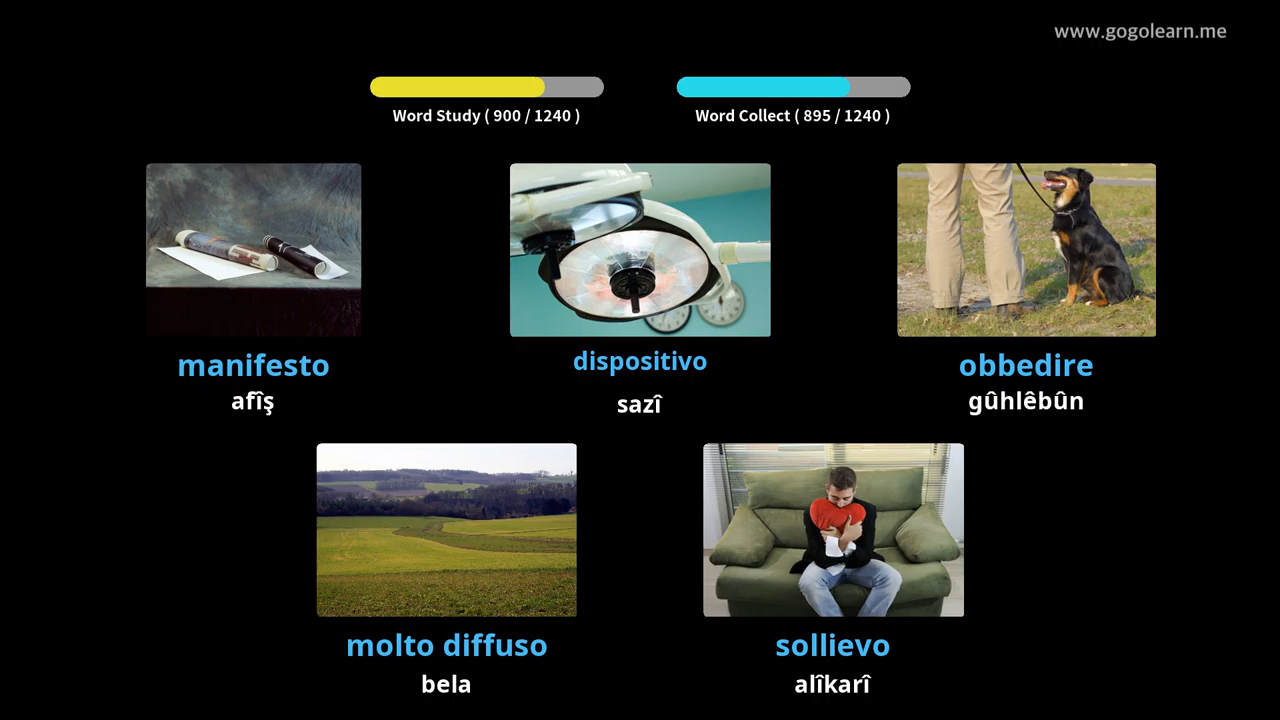 www.gogolearn.me
Word Study ( 900 / 1240 )
Word Collect ( 895 / 1240 )
manifesto
afîş
dispositivo
sazî
obbedire
gûhlêbûn
molto diffuso
bela
sollievo
alîkarî